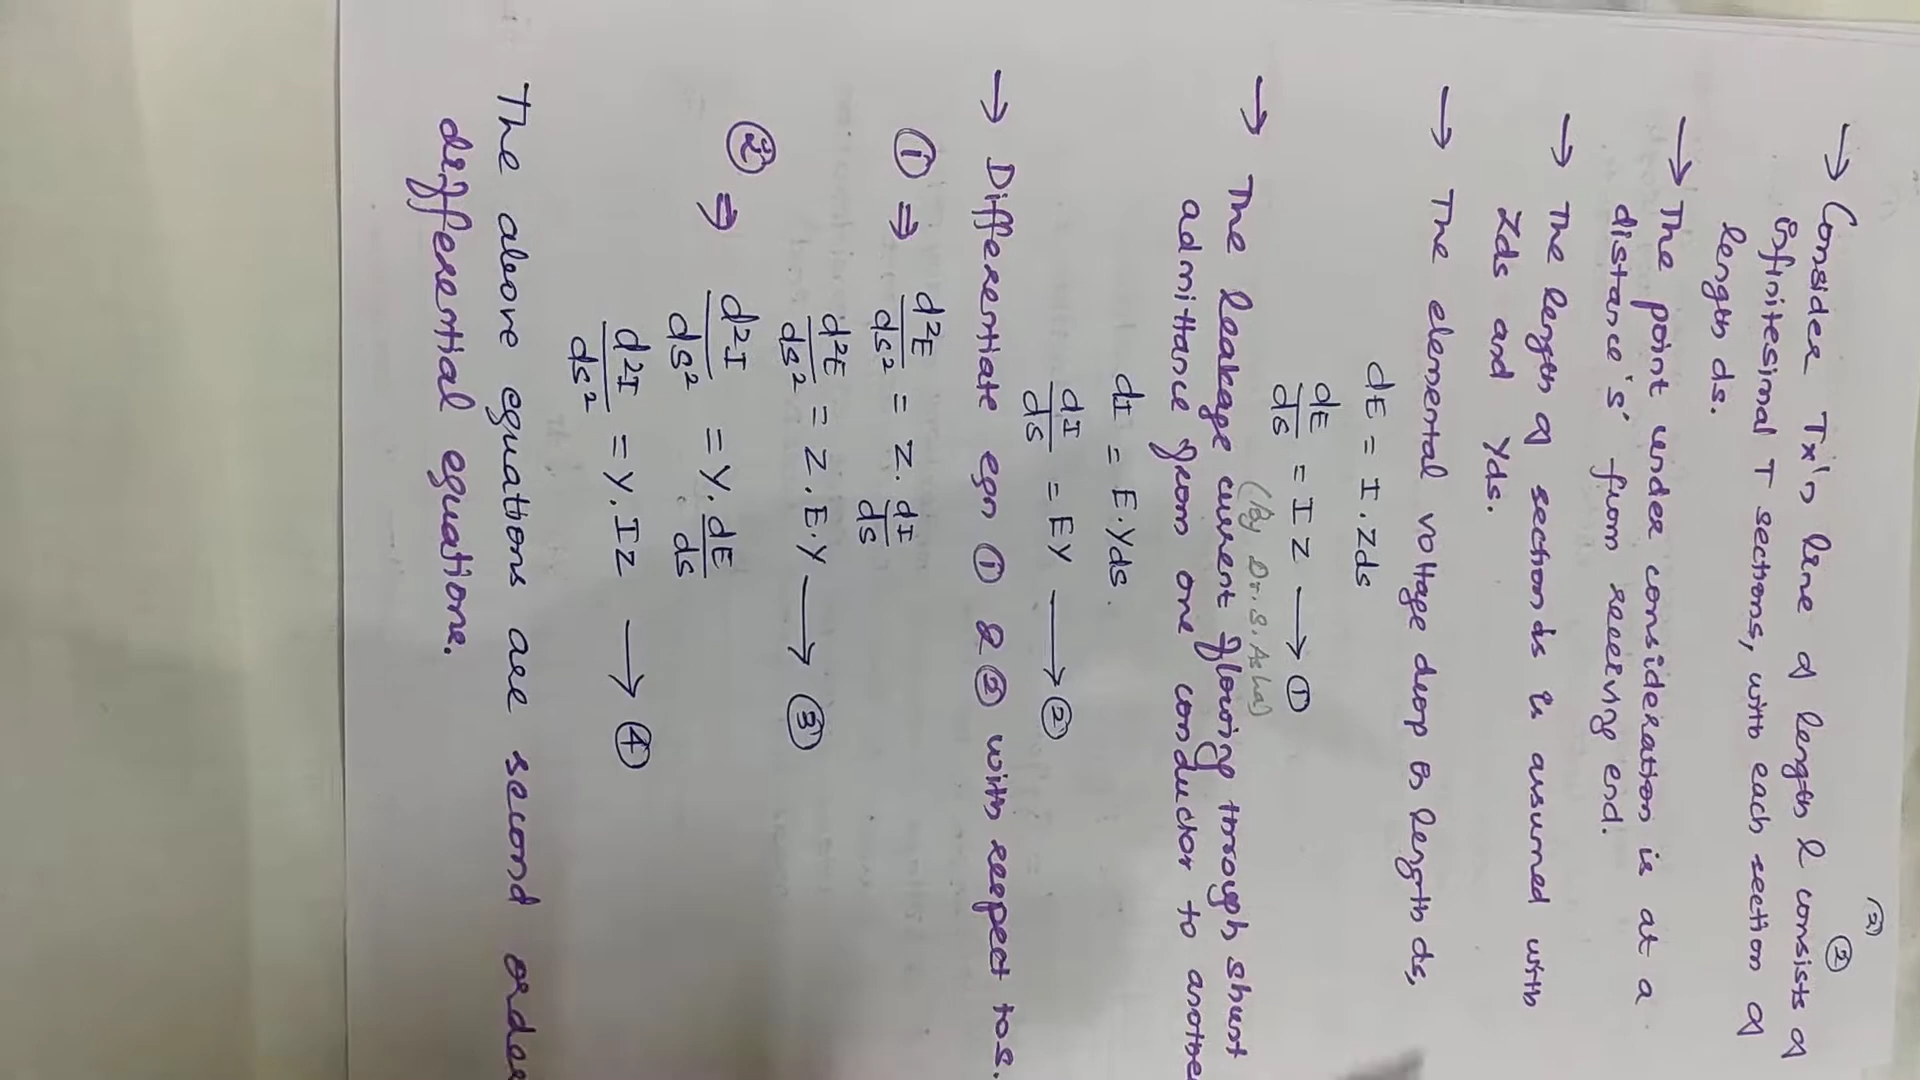 (2)
②
→ Consider Tx'n line of length l consists of
infinitesimal T sections, with each section of
length ds.
→ The point under consideration is at a
distance 's' from receiving end.
→ The length of section ds is assumed with
Zds and Yds.
→ The elemental voltage drop in length ds,
dE = I.Zds
dE/ds = IZ → ①
(By Dr.S.Asha)
→ The leakage current flowing through shunt
admittance from one conductor to another
dI = E.Yds.
dI/ds = EY → ②
→ Differentiate eqn ① & ② with respect to s.
① ⇒ d²E/ds² = Z.dI/ds
d²E/ds² = Z.E.Y → ③
② ⇒ d²I/ds² = Y.dE/ds
d²I/ds² = Y.IZ → ④
The above equations are second order
differential equations.